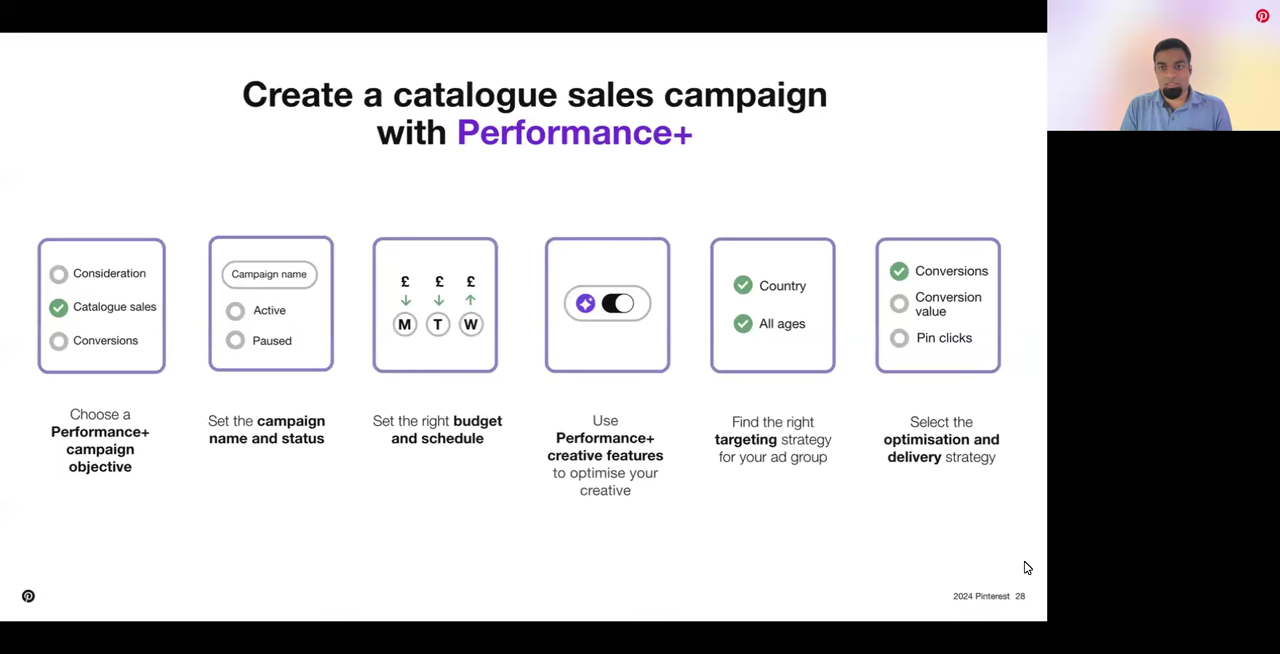 Create a catalogue sales campaign
with Performance+
Consideration
Catalogue sales
Conversions
Choose a
Performance+
campaign
objective
Campaign name
Active
Paused
Set the campaign
name and status
£ £ £
M T W
Set the right budget
and schedule
Use
Performance+
creative features
to optimise your
creative
Country
All ages
Find the right
targeting strategy
for your ad group
Conversions
Conversion
value
Pin clicks
Select the
optimisation and
delivery strategy
2024 Pinterest 28